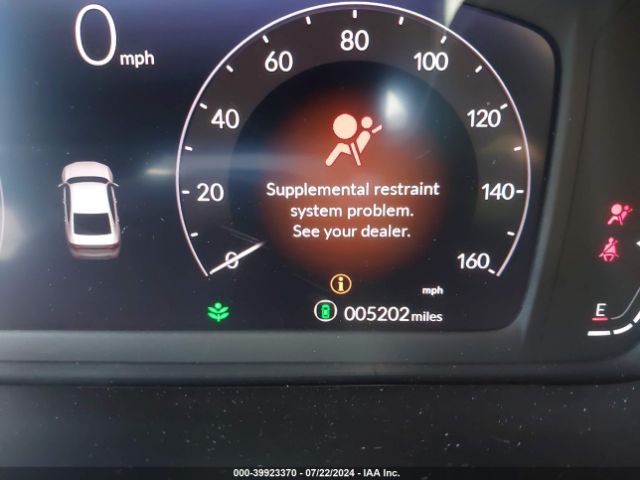 0 mph
80
60 100
40 120
20 140
0 160
Supplemental restraint
system problem.
See your dealer.
i
mph
005202 miles
E
000-39923370 - 07/22/2024 - IAA Inc.